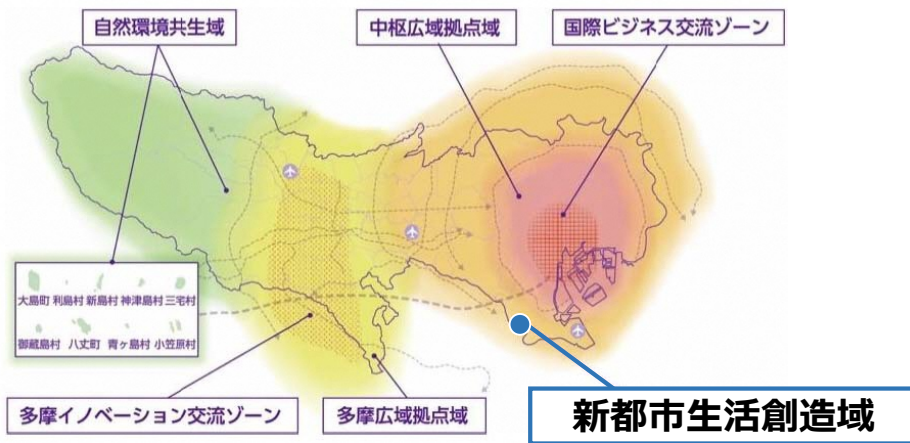 自然環境共生域
中枢広域拠点域
国際ビジネス交流ゾーン
大島町 利島村 新島村 神津島村 三宅村
御蔵島村 八丈町 青ヶ島村 小笠原村
多摩イノベーション交流ゾーン
多摩広域拠点域
新都市生活創造域